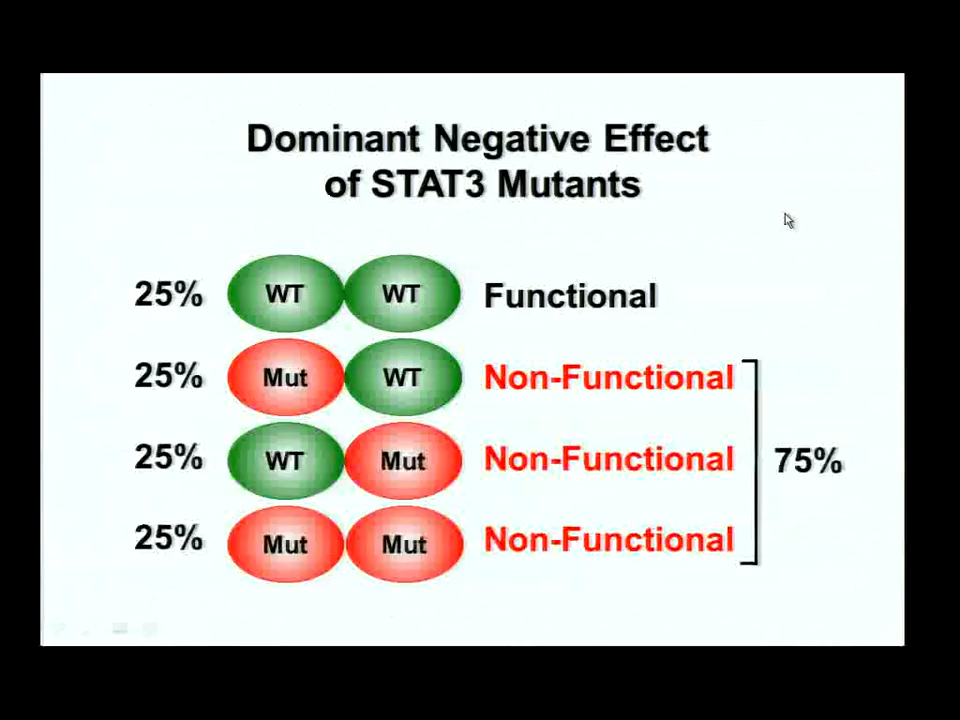 Dominant Negative Effect
of STAT3 Mutants
25% WT WT Functional
25% Mut WT Non-Functional
25% WT Mut Non-Functional
75%
25% Mut Mut Non-Functional